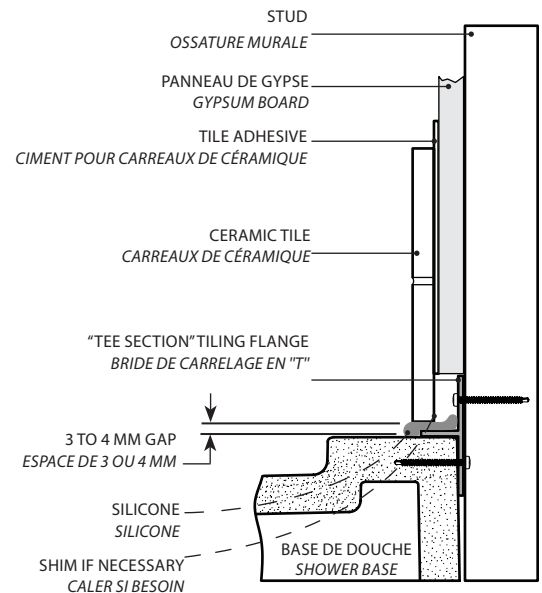 STUD
OSSATURE MURALE
PANNEAU DE GYPSE
GYPSUM BOARD
TILE ADHESIVE
CIMENT POUR CARREAUX DE CÉRAMIQUE
CERAMIC TILE
CARREAUX DE CÉRAMIQUE
“TEE SECTION” TILING FLANGE
BRIDE DE CARRELAGE EN "T"
3 TO 4 MM GAP
ESPACE DE 3 OU 4 MM
SILICONE
SILICONE
SHIM IF NECESSARY
CALER SI BESOIN
BASE DE DOUCHE
SHOWER BASE